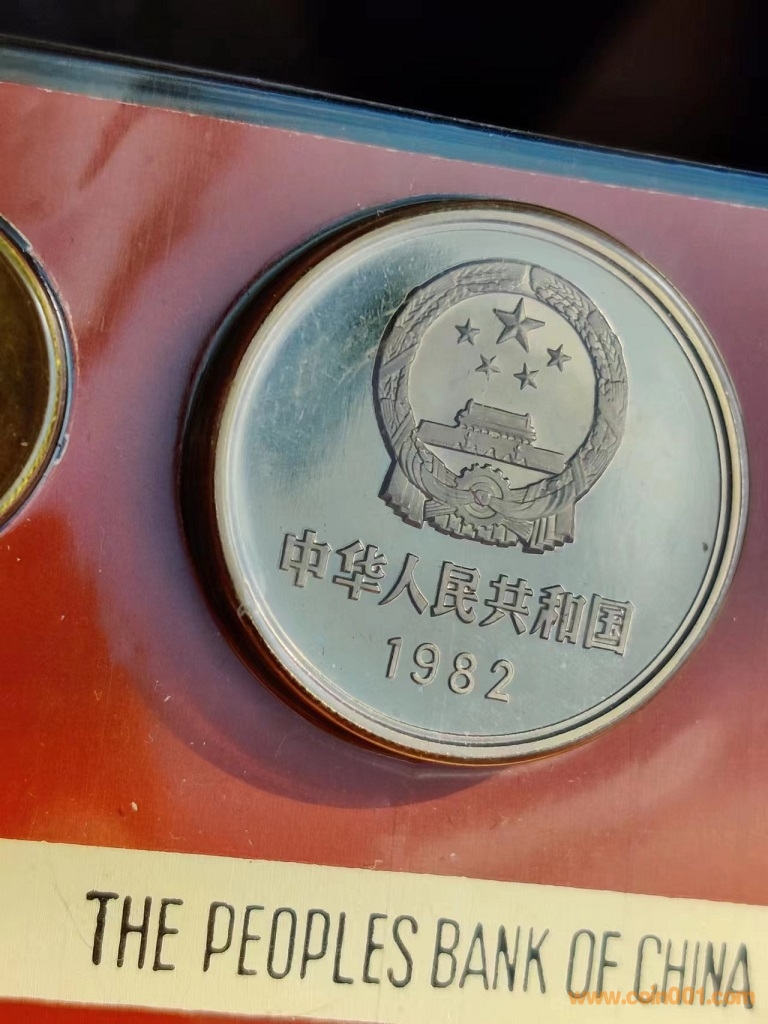 中华人民共和国
1982
THE PEOPLES BANK OF CHINA
www.coin001.com